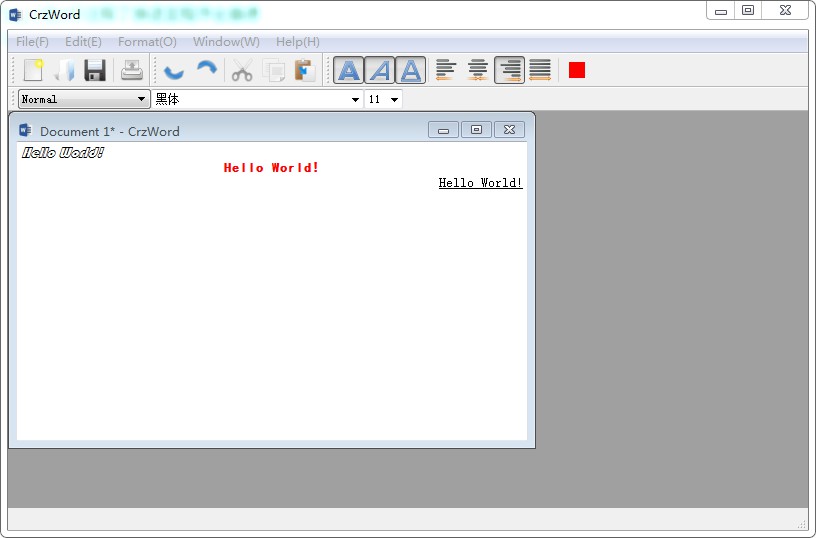 CrzWord
File(F) Edit(E) Format(O) Window(W) Help(H)
Normal 黑体 11
Document 1* - CrzWord
Hello World!
Hello World!
Hello World!